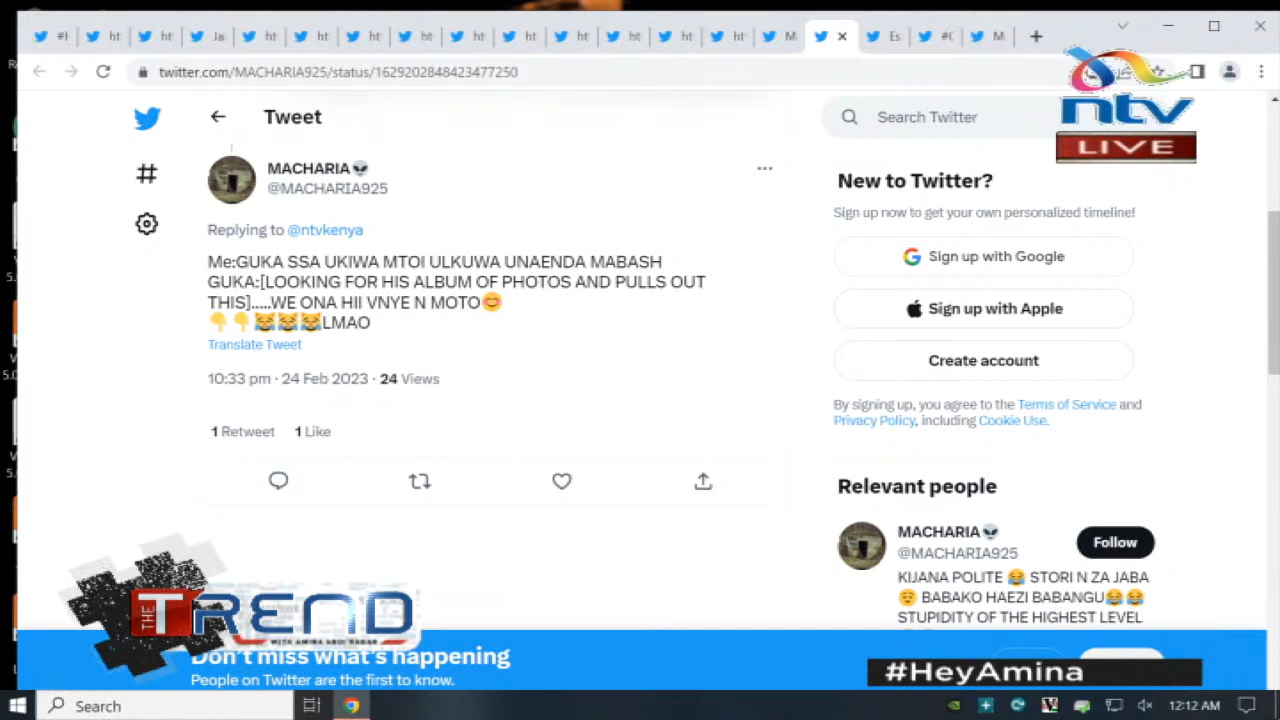 twitter.com/MACHARIA925/status/1629202848423477250
ntv
LIVE
Tweet
Search Twitter
MACHARIA👽
@MACHARIA925
Replying to @ntvkenya
Me:GUKA SSA UKIWA MTOI ULKUWA UNAENDA MABASH
GUKA:[LOOKING FOR HIS ALBUM OF PHOTOS AND PULLS OUT
THIS].....WE ONA HII VNYE N MOTO😊
👇👇😹😹😹LMAO
Translate Tweet
10:33 pm · 24 Feb 2023 · 24 Views
1 Retweet 1 Like
New to Twitter?
Sign up now to get your own personalized timeline!
Sign up with Google
Sign up with Apple
Create account
By signing up, you agree to the Terms of Service and
Privacy Policy, including Cookie Use.
Relevant people
MACHARIA👽
@MACHARIA925
Follow
KIJANA POLITE 😂 STORI N ZA JABA
😌 BABAKO HAEZI BABANGU😂😂
STUPIDITY OF THE HIGHEST LEVEL
THE TREND
WITH AMINA ABDI RABAR
Don't miss what's happening
People on Twitter are the first to know.
#HeyAmina
Search
12:12 AM